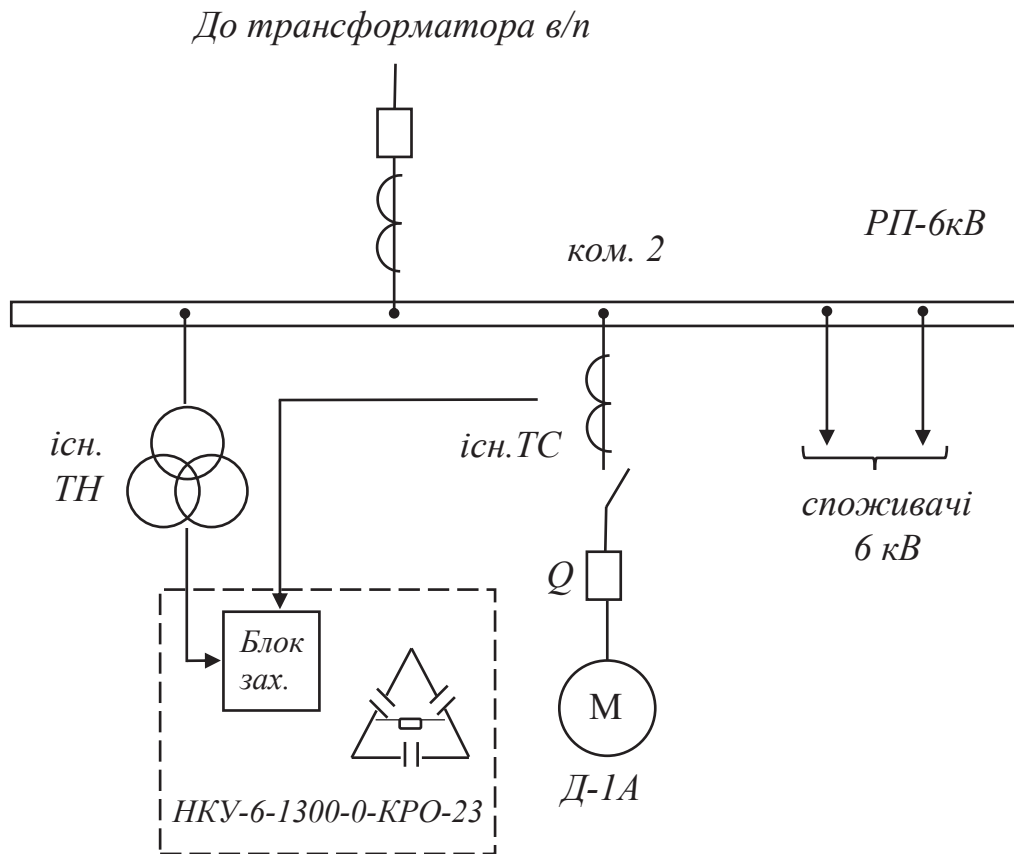 До трансформатора в/п
РП-6кВ
ком. 2
існ.
ТН
існ.ТС
споживачі
6 кВ
Q
Блок
зах.
М
Д-1А
НКУ-6-1300-0-КРО-23